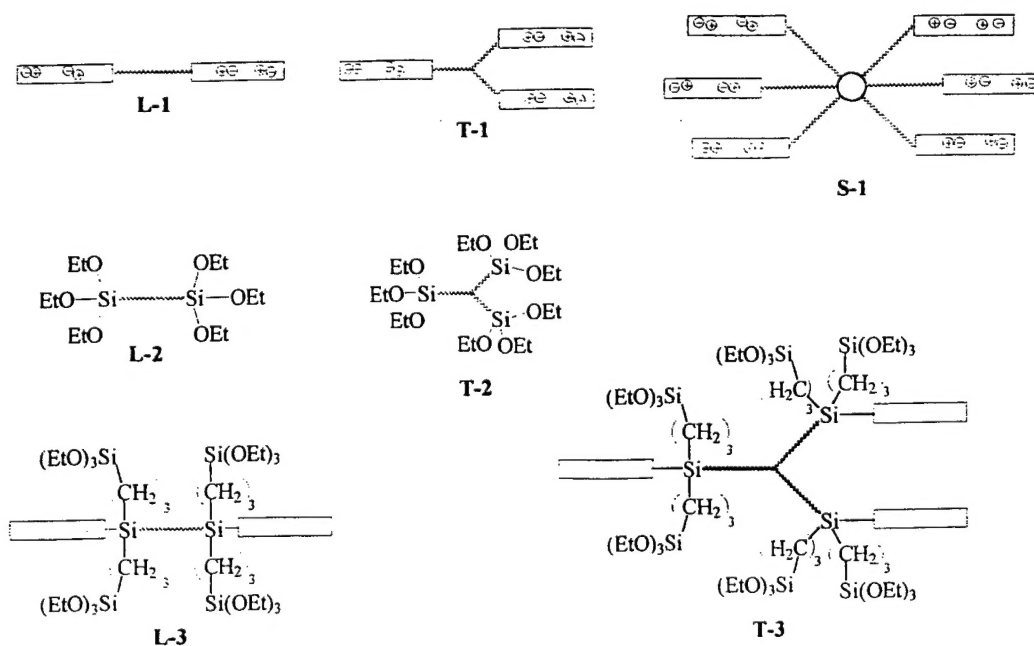 L-1
T-1
S-1
EtO OEt
EtO-Si Si-OEt
EtO OEt
L-2
EtO OEt
EtO Si-OEt
EtO-Si
EtO Si-OEt
EtO OEt
T-2
(EtO)3Si Si(OEt)3
(CH2)3 (CH2)3
Si Si
(CH2)3 (CH2)3
(EtO)3Si Si(OEt)3
L-3
(EtO)3Si Si(OEt)3
(H2C)3 (CH2)3
(EtO)3Si Si
(CH2)3
Si
(CH2)3
(EtO)3Si Si
(H2C)3 (CH2)3
(EtO)3Si Si(OEt)3
T-3